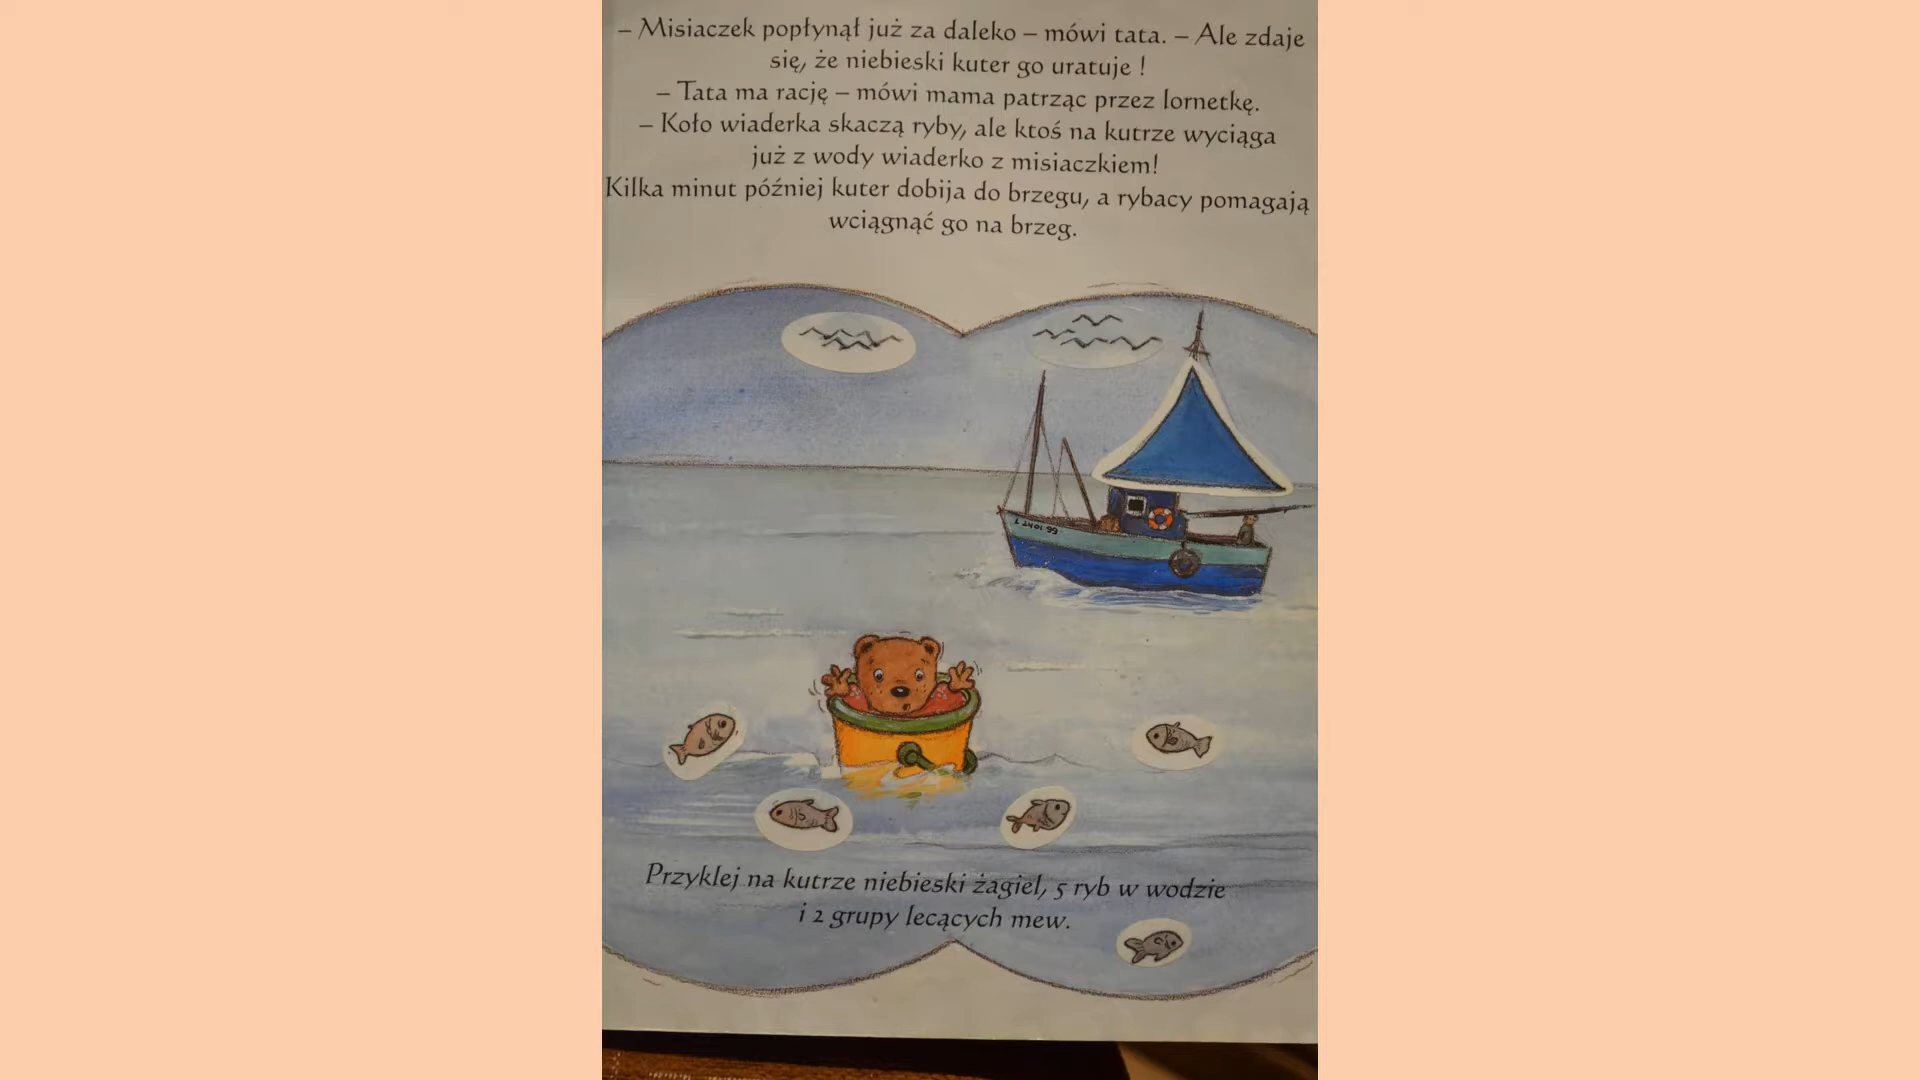 – Misiaczek popłynął już za daleko – mówi tata. – Ale zdaje
się, że niebieski kuter go uratuje !
– Tata ma rację – mówi mama patrząc przez lornetkę.
– Koło wiaderka skaczą ryby, ale ktoś na kutrze wyciąga
już z wody wiaderko z misiaczkiem!
Kilka minut później kuter dobija do brzegu, a rybacy pomagają
wciągnąć go na brzeg.
Przyklej na kutrze niebieski żagiel, 5 ryb w wodzie
i 2 grupy lecących mew.